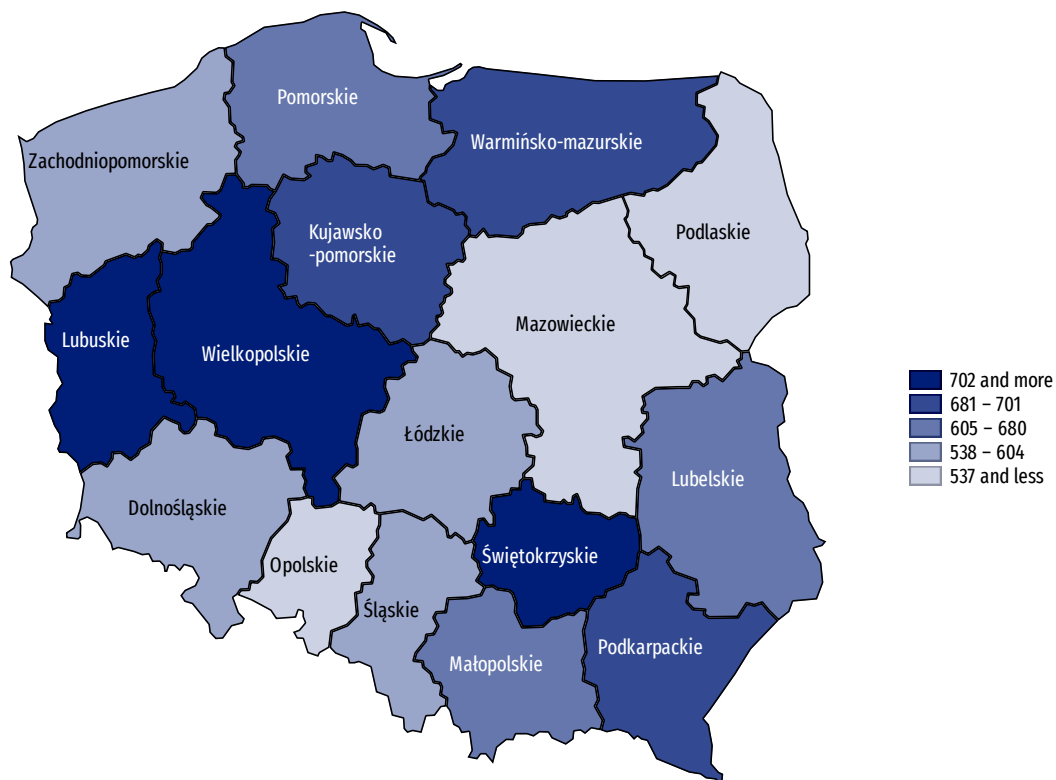 Pomorskie
Warmińsko-mazurskie
Zachodniopomorskie
Kujawsko
-pomorskie
Podlaskie
Mazowieckie
Lubuskie
Wielkopolskie
Łódzkie
Lubelskie
Dolnośląskie
Opolskie
Świętokrzyskie
Śląskie
Małopolskie
Podkarpackie
702 and more
681 – 701
605 – 680
538 – 604
537 and less